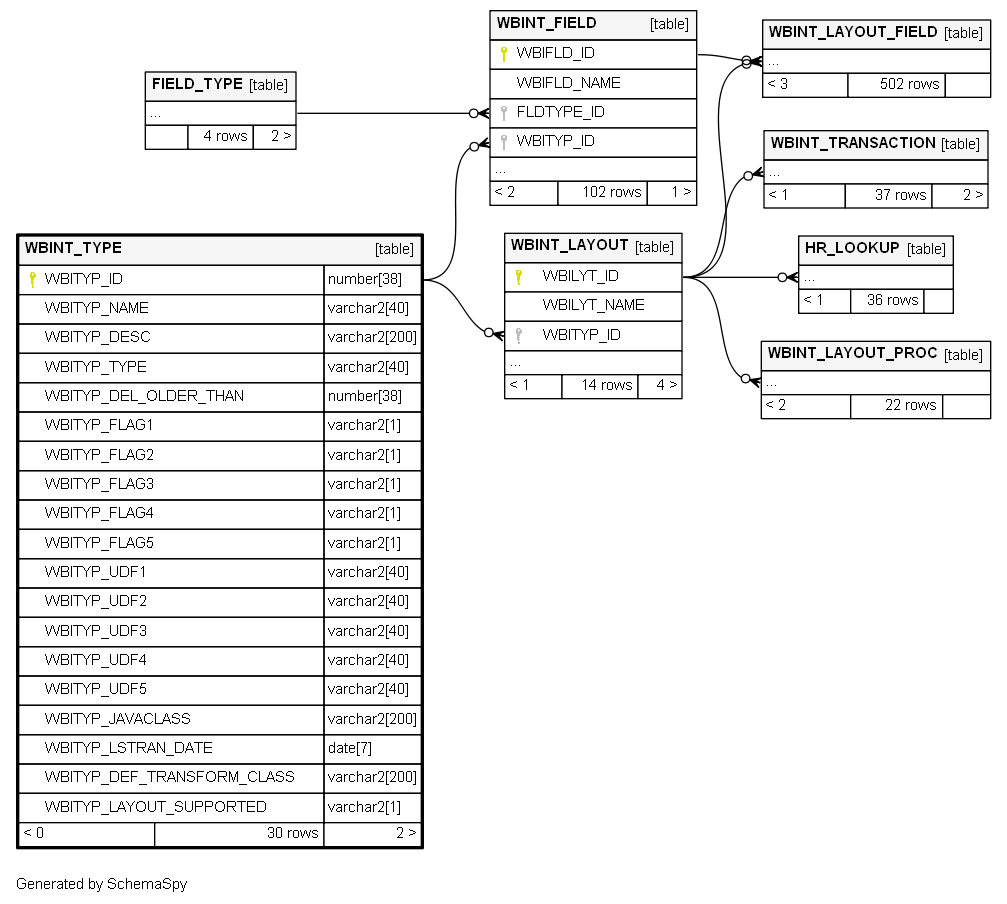 WBINT_FIELD [table]
WBIFLD_ID
WBIFLD_NAME
FLDTYPE_ID
WBITYP_ID
...
< 2 102 rows 1 >
WBINT_LAYOUT_FIELD [table]
...
< 3 502 rows
FIELD_TYPE [table]
...
4 rows 2 >
WBINT_TRANSACTION [table]
...
< 1 37 rows 2 >
WBINT_TYPE [table]
WBITYP_ID number[38]
WBITYP_NAME varchar2[40]
WBITYP_DESC varchar2[200]
WBITYP_TYPE varchar2[40]
WBITYP_DEL_OLDER_THAN number[38]
WBITYP_FLAG1 varchar2[1]
WBITYP_FLAG2 varchar2[1]
WBITYP_FLAG3 varchar2[1]
WBITYP_FLAG4 varchar2[1]
WBITYP_FLAG5 varchar2[1]
WBITYP_UDF1 varchar2[40]
WBITYP_UDF2 varchar2[40]
WBITYP_UDF3 varchar2[40]
WBITYP_UDF4 varchar2[40]
WBITYP_UDF5 varchar2[40]
WBITYP_JAVACLASS varchar2[200]
WBITYP_LSTRAN_DATE date[7]
WBITYP_DEF_TRANSFORM_CLASS varchar2[200]
WBITYP_LAYOUT_SUPPORTED varchar2[1]
< 0 30 rows 2 >
WBINT_LAYOUT [table]
WBILYT_ID
WBILYT_NAME
WBITYP_ID
...
< 1 14 rows 4 >
HR_LOOKUP [table]
...
< 1 36 rows
WBINT_LAYOUT_PROC [table]
...
< 2 22 rows
Generated by SchemaSpy